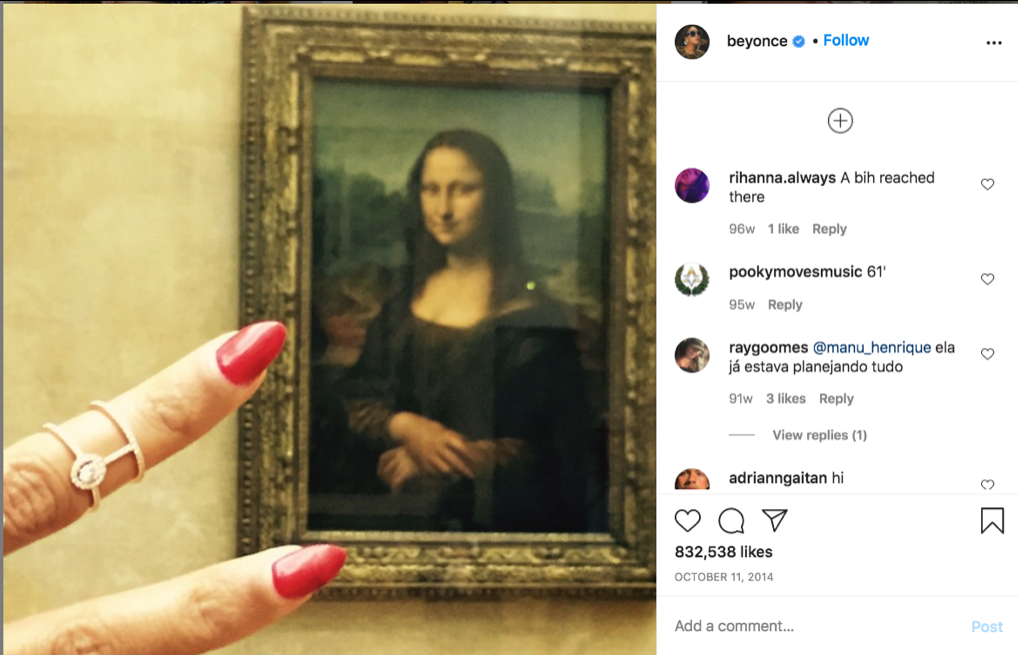 beyonce • Follow
rihanna.always A bih reached
there
96w 1 like Reply
pookymovesmusic 61'
95w Reply
raygoomes @manu_henrique ela
já estava planejando tudo
91w 3 likes Reply
View replies (1)
adrianngaitan hi
832,538 likes
OCTOBER 11, 2014
Add a comment... Post